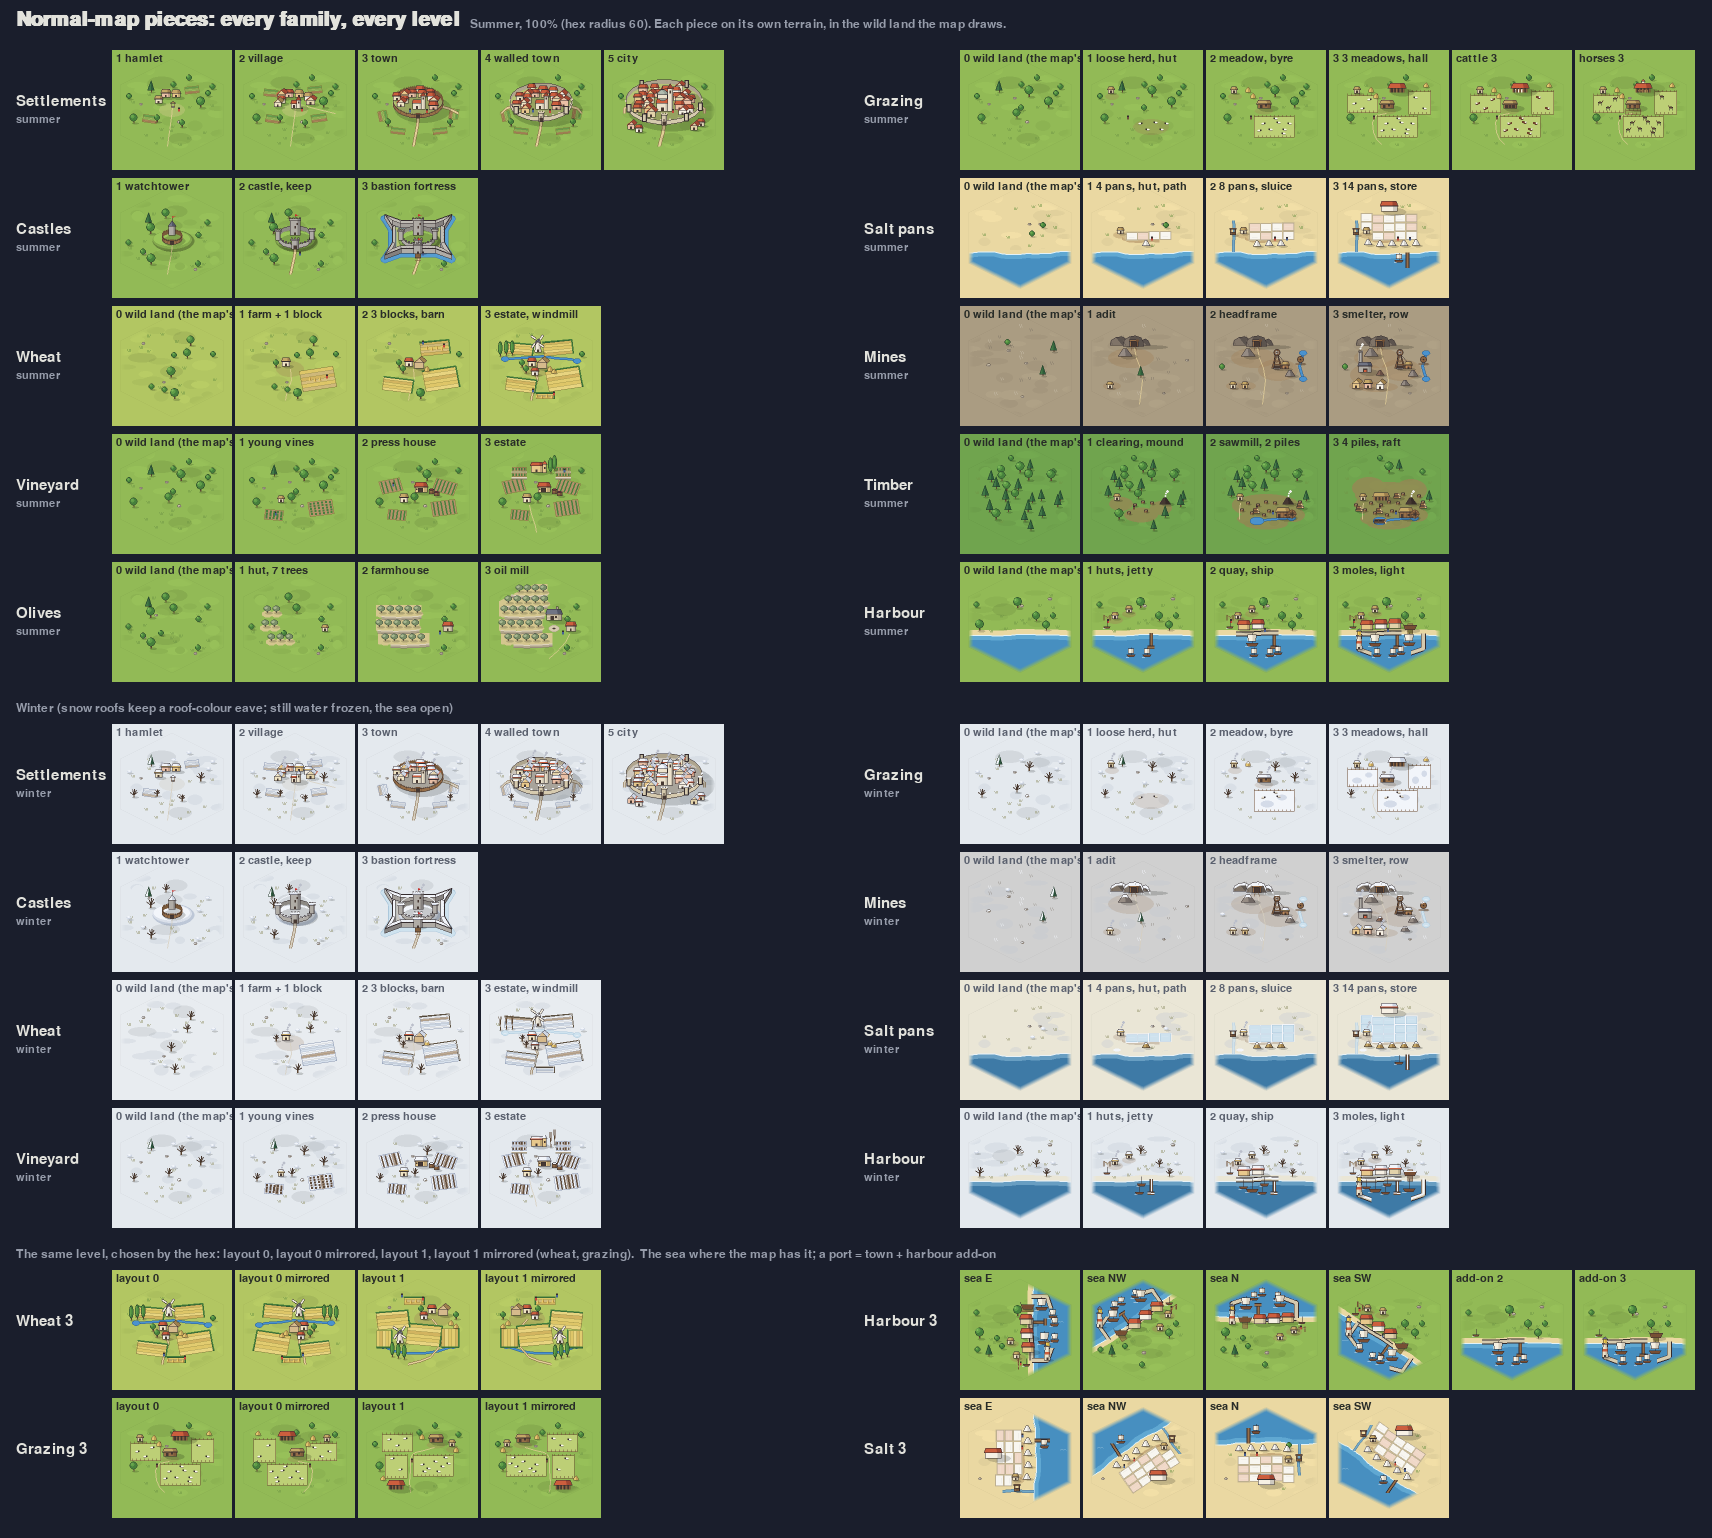 Normal-map pieces: every family, every level Summer, 100% (hex radius 60). Each piece on its own terrain, in the wild land the map draws.
Settlements
summer
1 hamlet
2 village
3 town
4 walled town
5 city
Grazing
summer
0 wild land (the map's
1 loose herd, hut
2 meadow, byre
3 3 meadows, hall
cattle 3
horses 3
Castles
summer
1 watchtower
2 castle, keep
3 bastion fortress
Salt pans
summer
0 wild land (the map's
1 4 pans, hut, path
2 8 pans, sluice
3 14 pans, store
Wheat
summer
0 wild land (the map's
1 farm + 1 block
2 3 blocks, barn
3 estate, windmill
Mines
summer
0 wild land (the map's
1 adit
2 headframe
3 smelter, row
Vineyard
summer
0 wild land (the map's
1 young vines
2 press house
3 estate
Timber
summer
0 wild land (the map's
1 clearing, mound
2 sawmill, 2 piles
3 4 piles, raft
Olives
summer
0 wild land (the map's
1 hut, 7 trees
2 farmhouse
3 oil mill
Harbour
summer
0 wild land (the map's
1 huts, jetty
2 quay, ship
3 moles, light
Winter (snow roofs keep a roof-colour eave; still water frozen, the sea open)
Settlements
winter
1 hamlet
2 village
3 town
4 walled town
5 city
Grazing
winter
0 wild land (the map's
1 loose herd, hut
2 meadow, byre
3 3 meadows, hall
Castles
winter
1 watchtower
2 castle, keep
3 bastion fortress
Mines
winter
0 wild land (the map's
1 adit
2 headframe
3 smelter, row
Wheat
winter
0 wild land (the map's
1 farm + 1 block
2 3 blocks, barn
3 estate, windmill
Salt pans
winter
0 wild land (the map's
1 4 pans, hut, path
2 8 pans, sluice
3 14 pans, store
Vineyard
winter
0 wild land (the map's
1 young vines
2 press house
3 estate
Harbour
winter
0 wild land (the map's
1 huts, jetty
2 quay, ship
3 moles, light
The same level, chosen by the hex: layout 0, layout 0 mirrored, layout 1, layout 1 mirrored (wheat, grazing). The sea where the map has it; a port = town + harbour add-on
Wheat 3
layout 0
layout 0 mirrored
layout 1
layout 1 mirrored
Harbour 3
sea E
sea NW
sea N
sea SW
add-on 2
add-on 3
Grazing 3
layout 0
layout 0 mirrored
layout 1
layout 1 mirrored
Salt 3
sea E
sea NW
sea N
sea SW